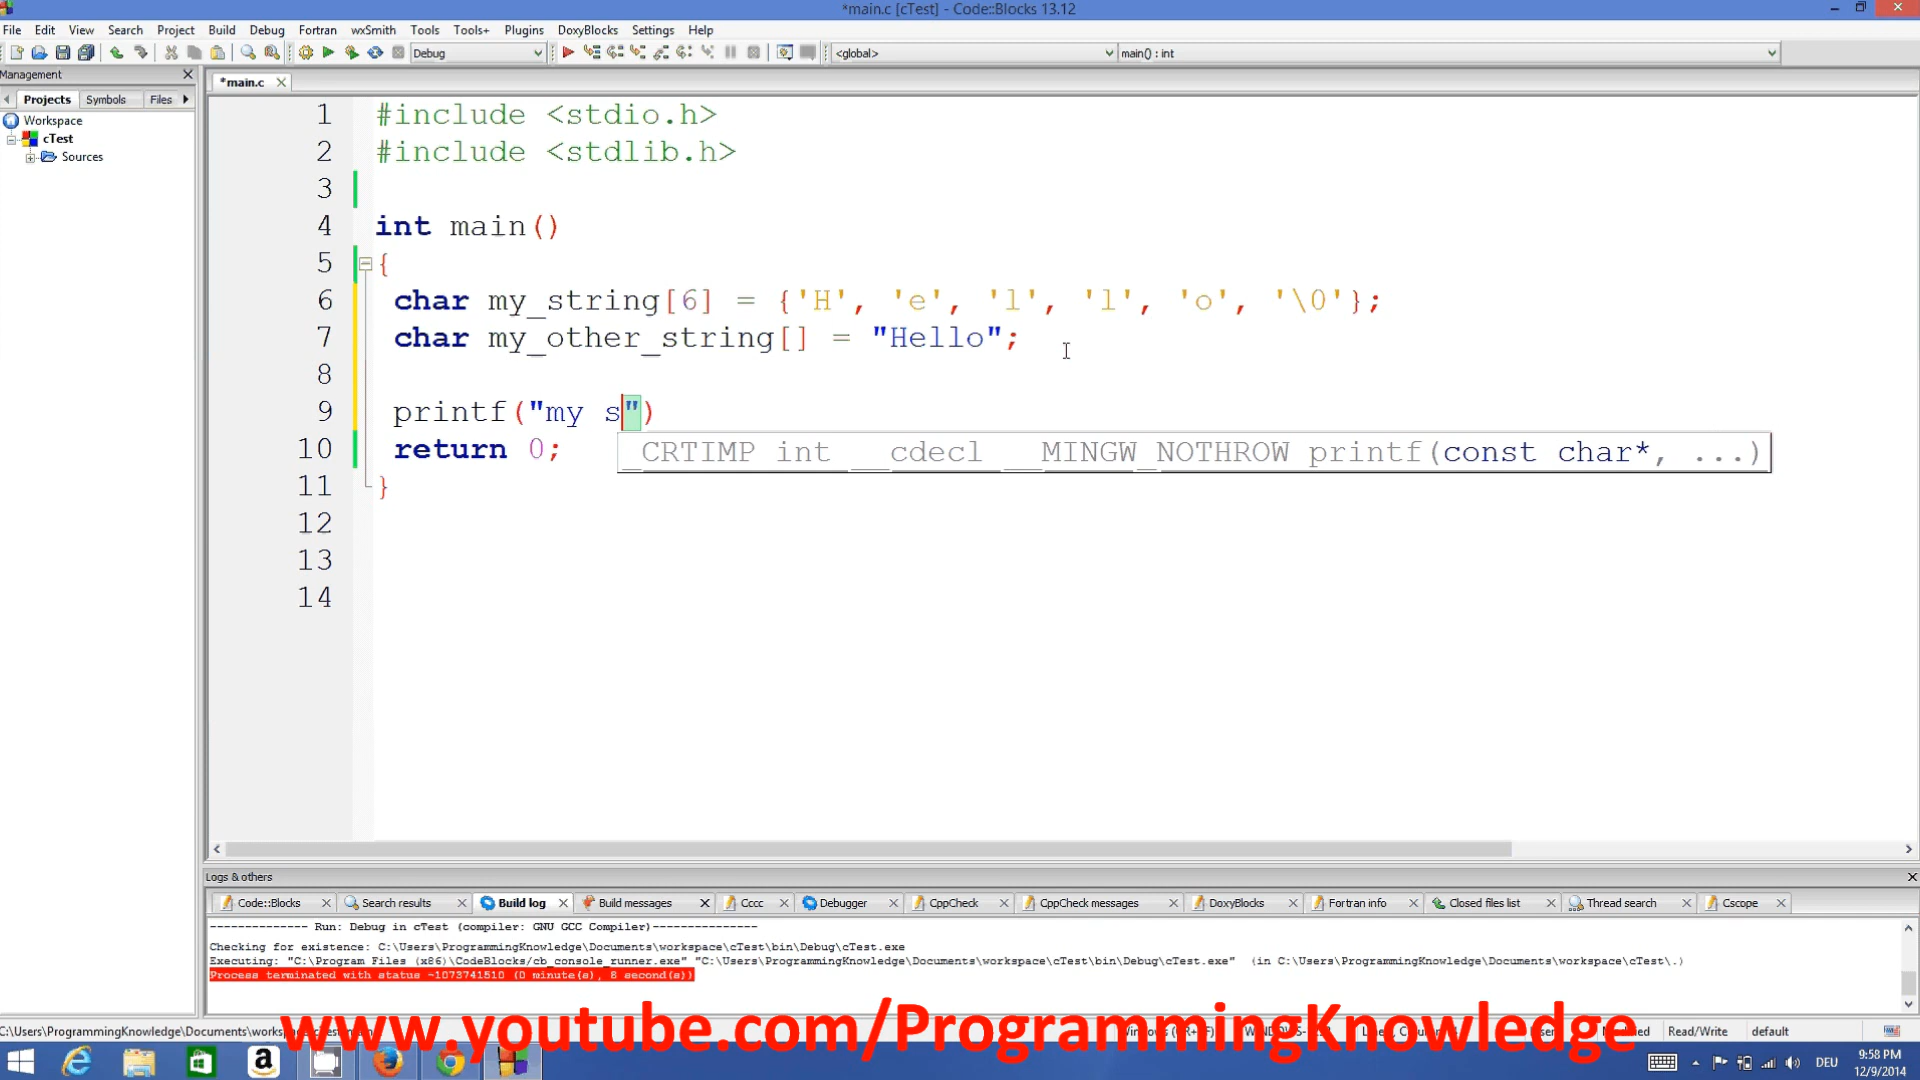 *main.c [cTest] - Code::Blocks 13.12
File Edit View Search Project Build Debug Fortran wxSmith Tools Tools+ Plugins DoxyBlocks Settings Help
Debug <global> main() : int
Management
Projects Symbols Files
*main.c
Workspace
cTest
Sources
1 #include <stdio.h>
2 #include <stdlib.h>
3
4 int main()
5 {
6 char my_string[6] = {'H', 'e', 'l', 'l', 'o', '\0'};
7 char my_other_string[] = "Hello";
8
9 printf("my s")
10 return 0;
_CRTIMP int __cdecl __MINGW_NOTHROW printf(const char*, ...)
11 }
12
13
14
Logs & others
Code::Blocks Search results Build log Build messages Cccc Debugger CppCheck CppCheck messages DoxyBlocks Fortran info Closed files list Thread search Cscope
-------------- Run: Debug in cTest (compiler: GNU GCC Compiler)---------------
Checking for existence: C:\Users\ProgrammingKnowledge\Documents\workspace\cTest\bin\Debug\cTest.exe
Executing: "C:\Program Files (x86)\CodeBlocks/cb_console_runner.exe" "C:\Users\ProgrammingKnowledge\Documents\workspace\cTest\bin\Debug\cTest.exe"  (in C:\Users\ProgrammingKnowledge\Documents\workspace\cTest\.)
Process terminated with status -1073741510 (0 minute(s), 8 second(s))
www.youtube.com/ProgrammingKnowledge
Read/Write default
DEU
9:58 PM
12/9/2014